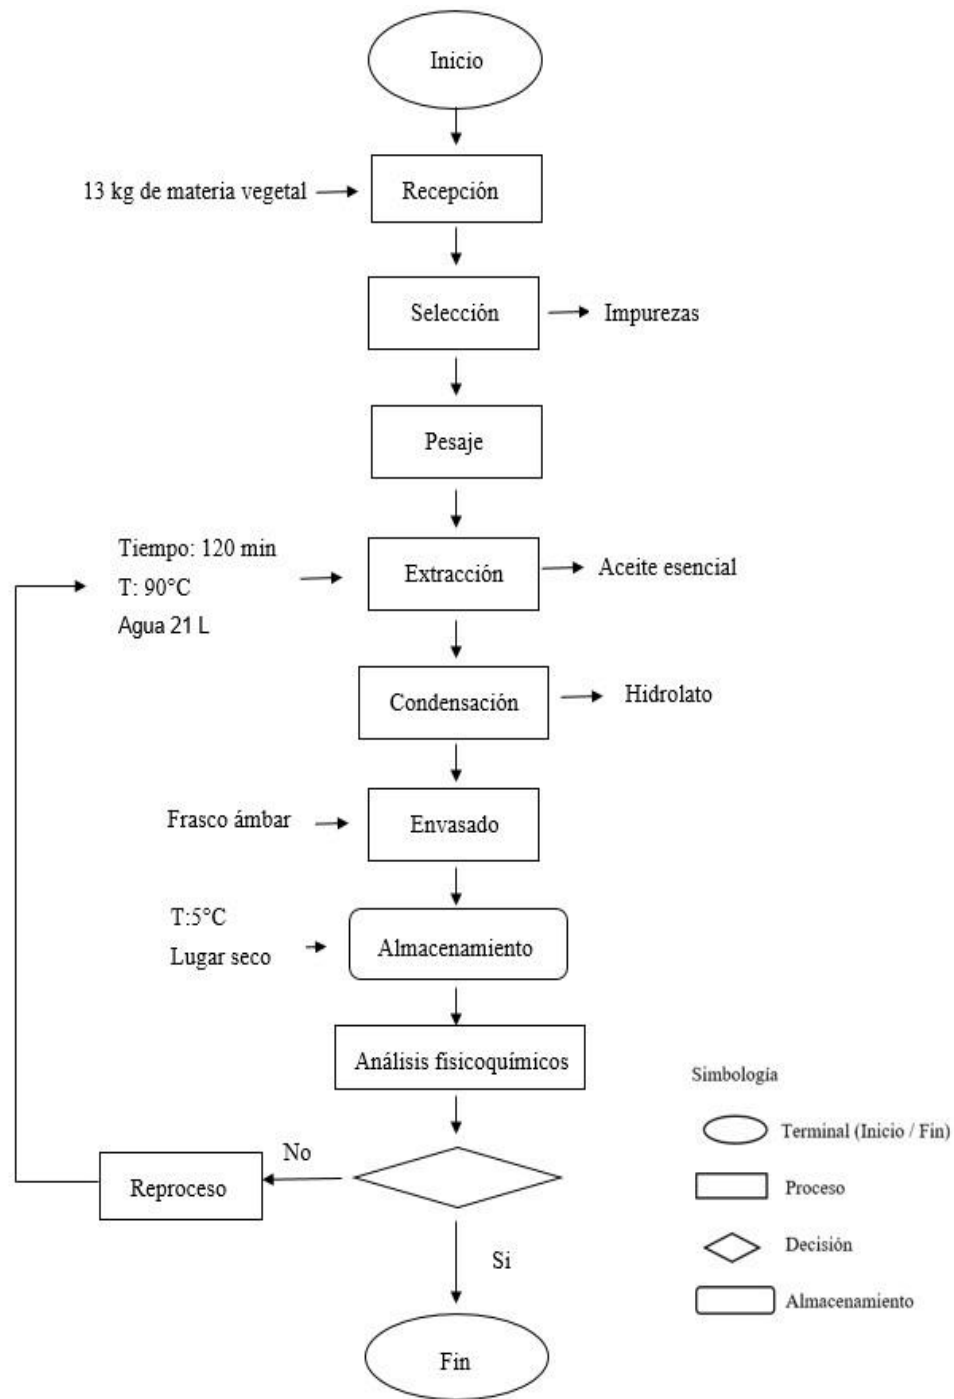 Inicio
13 kg de materia vegetal
Recepción
Selección
Impurezas
Pesaje
Tiempo: 120 min
T: 90°C
Agua 21 L
Extracción
Aceite esencial
Condensación
Hidrolato
Frasco ámbar
Envasado
T:5°C
Lugar seco
Almacenamiento
Análisis físicoquímicos
No
Reproceso
Si
Fin
Simbología
Terminal (Inicio / Fin)
Proceso
Decisión
Almacenamiento